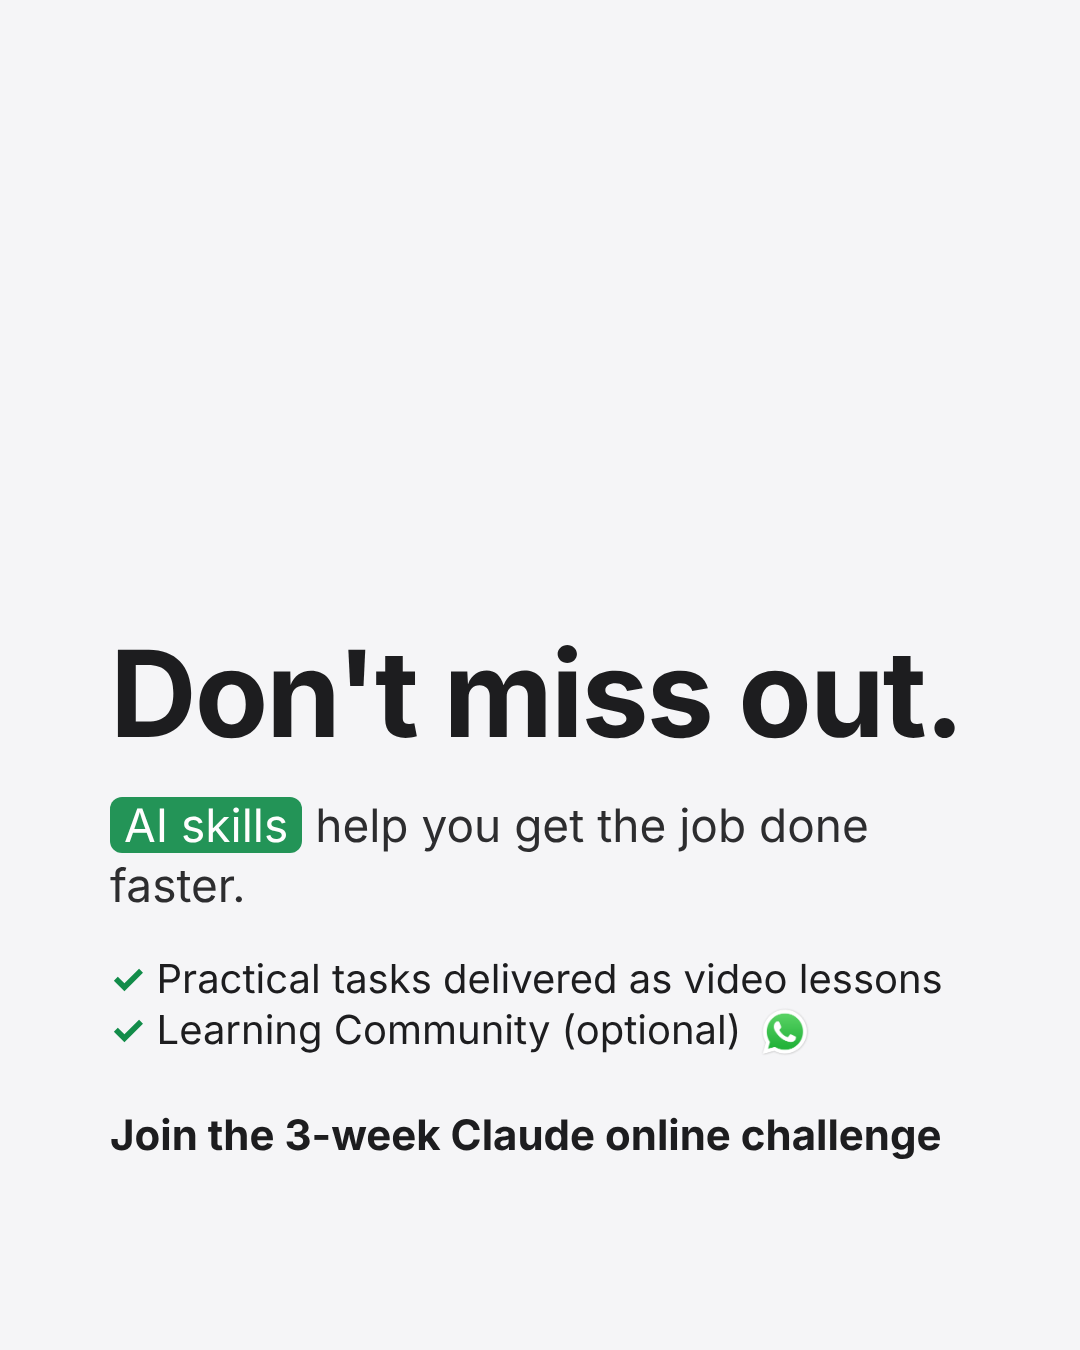 Don't miss out.
AI skills help you get the job done
faster.
✓ Practical tasks delivered as video lessons
✓ Learning Community (optional)
Join the 3-week Claude online challenge